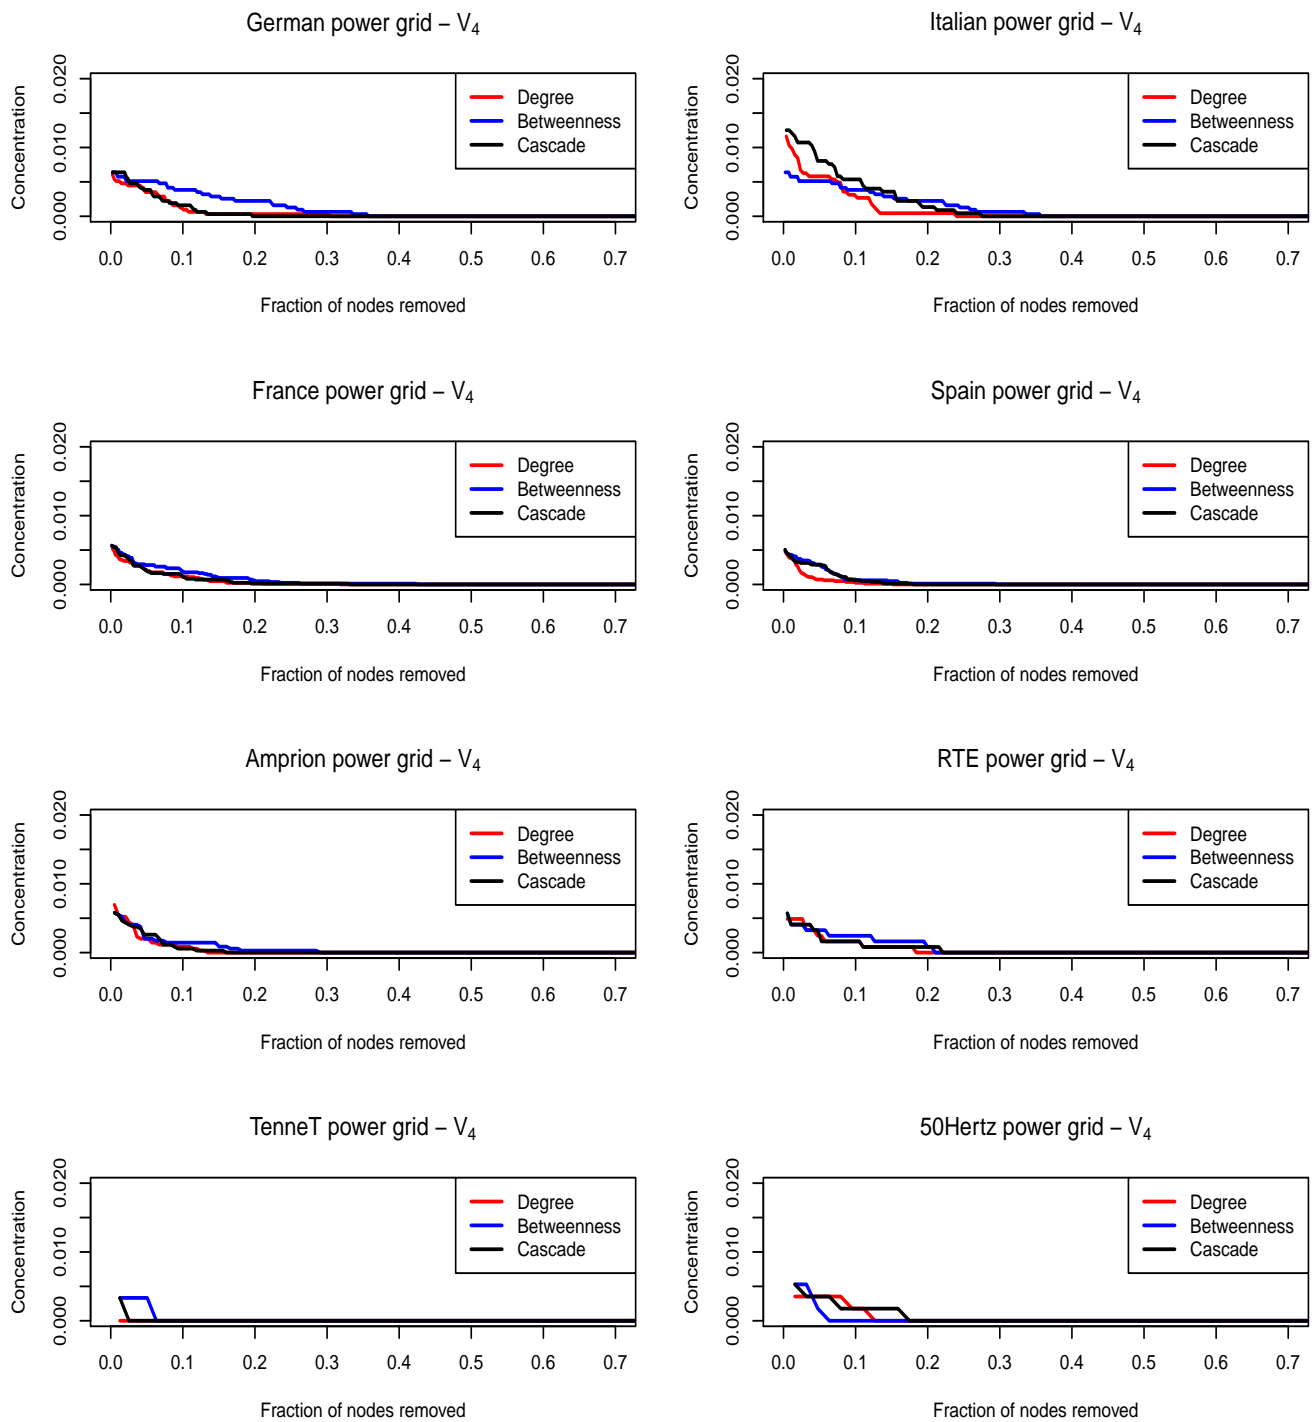 German power grid – V4
Concentration
0.000 0.010 0.020
Degree
Betweenness
Cascade
0.0 0.1 0.2 0.3 0.4 0.5 0.6 0.7
Fraction of nodes removed
Italian power grid – V4
Concentration
0.000 0.010 0.020
Degree
Betweenness
Cascade
0.0 0.1 0.2 0.3 0.4 0.5 0.6 0.7
Fraction of nodes removed
France power grid – V4
Concentration
0.000 0.010 0.020
Degree
Betweenness
Cascade
0.0 0.1 0.2 0.3 0.4 0.5 0.6 0.7
Fraction of nodes removed
Spain power grid – V4
Concentration
0.000 0.010 0.020
Degree
Betweenness
Cascade
0.0 0.1 0.2 0.3 0.4 0.5 0.6 0.7
Fraction of nodes removed
Amprion power grid – V4
Concentration
0.000 0.010 0.020
Degree
Betweenness
Cascade
0.0 0.1 0.2 0.3 0.4 0.5 0.6 0.7
Fraction of nodes removed
RTE power grid – V4
Concentration
0.000 0.010 0.020
Degree
Betweenness
Cascade
0.0 0.1 0.2 0.3 0.4 0.5 0.6 0.7
Fraction of nodes removed
TenneT power grid – V4
Concentration
0.000 0.010 0.020
Degree
Betweenness
Cascade
0.0 0.1 0.2 0.3 0.4 0.5 0.6 0.7
Fraction of nodes removed
50Hertz power grid – V4
Concentration
0.000 0.010 0.020
Degree
Betweenness
Cascade
0.0 0.1 0.2 0.3 0.4 0.5 0.6 0.7
Fraction of nodes removed